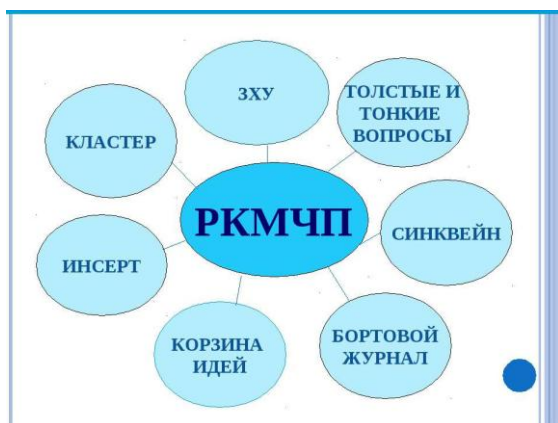 ЗХУ
ТОЛСТЫЕ И
ТОНКИЕ
ВОПРОСЫ
КЛАСТЕР
РКМЧП
СИНКВЕЙН
ИНСЕРТ
КОРЗИНА
ИДЕЙ
БОРТОВОЙ
ЖУРНАЛ